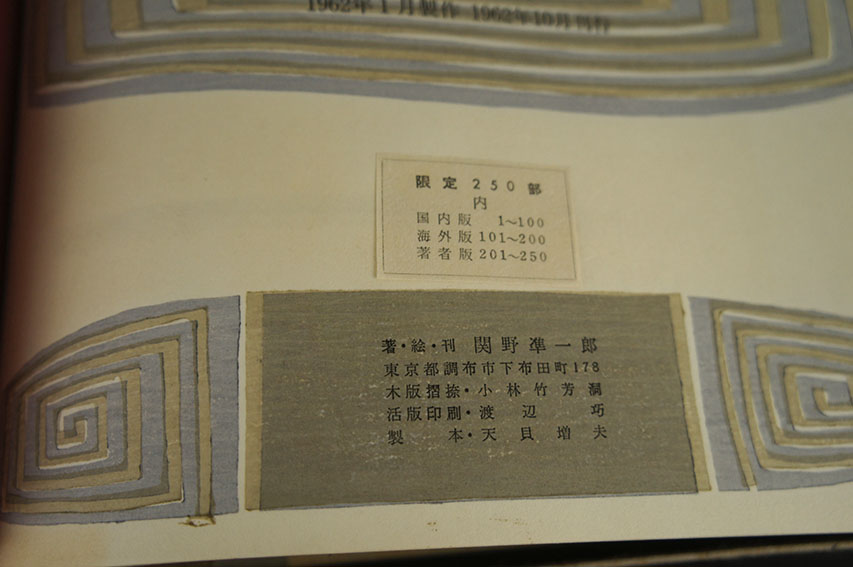 1962年1月製作 1962年10月刊行
限定250部
内
国内版 1〜100
海外版 101〜200
著者版 201〜250
著・絵・刊 関野準一郎
東京都調布市下布田町178
木版摺捺・小林竹芳潤
活版印刷・渡辺巧
製本・天貝増夫